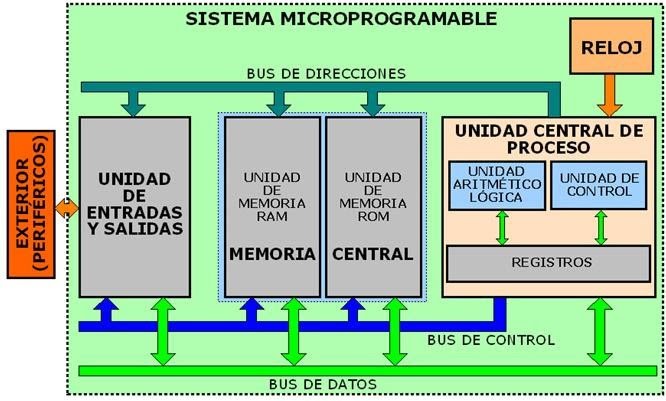 SISTEMA MICROPROGRAMABLE
RELOJ
BUS DE DIRECCIONES
EXTERIOR
(PERIFÉRICOS)
UNIDAD
DE
ENTRADAS
Y SALIDAS
UNIDAD
DE
MEMORIA
RAM
MEMORIA
UNIDAD
DE
MEMORIA
ROM
CENTRAL
UNIDAD CENTRAL DE
PROCESO
UNIDAD
ARITMÉTICO
LÓGICA
UNIDAD DE
CONTROL
REGISTROS
BUS DE CONTROL
BUS DE DATOS